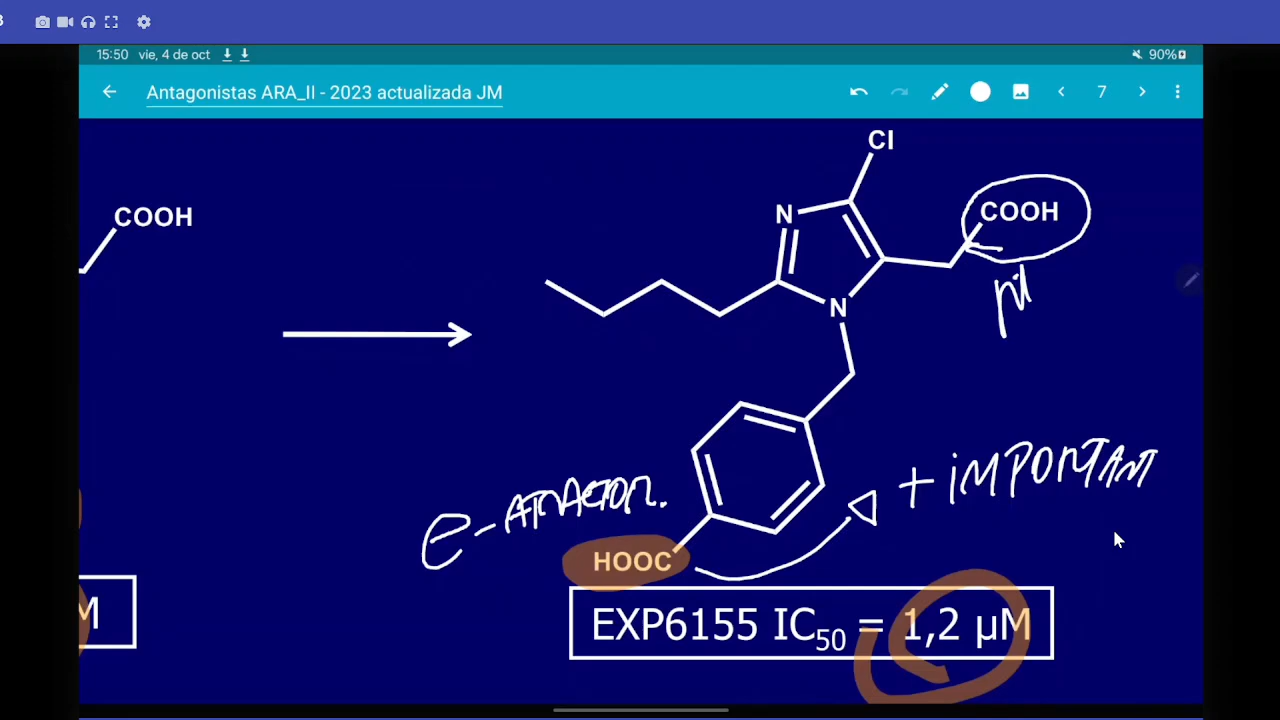 15:50 vie, 4 de oct 90%
Antagonistas ARA_II - 2023 actualizada JM 7
Cl
COOH
N
COOH
N
e- ATRACTOR.
+ IMPORTANT
HOOC
M
EXP6155 IC50 = 1,2 µM